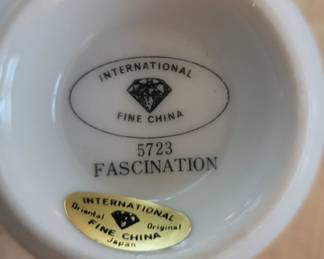 INTERNATIONAL
FINE CHINA
5723
FASCINATION
INTERNATIONAL
Oriental Original
FINE CHINA
Japan